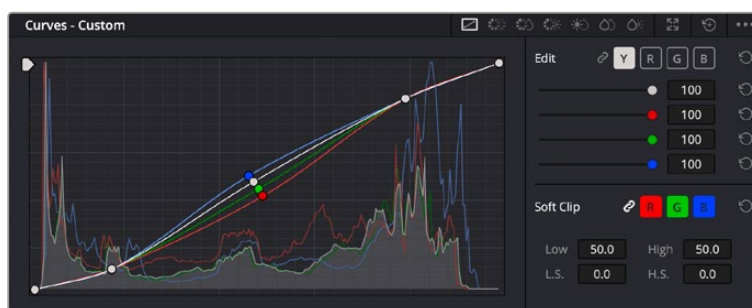 Curves - Custom
Edit Y R G B
100
100
100
100
Soft Clip R G B
Low 50.0 High 50.0
L.S. 0.0 H.S. 0.0